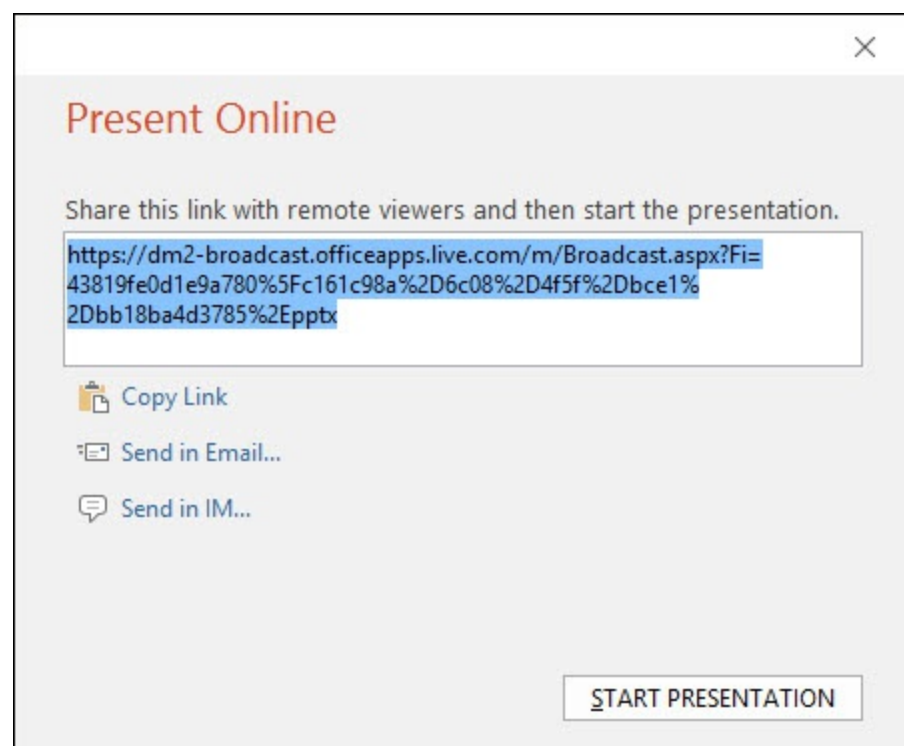 Present Online
Share this link with remote viewers and then start the presentation.
https://dm2-broadcast.officeapps.live.com/m/Broadcast.aspx?Fi=
43819fe0d1e9a780%5Fc161c98a%2D6c08%2D4f5f%2Dbce1%
2Dbb18ba4d3785%2Epptx
Copy Link
Send in Email...
Send in IM...
START PRESENTATION